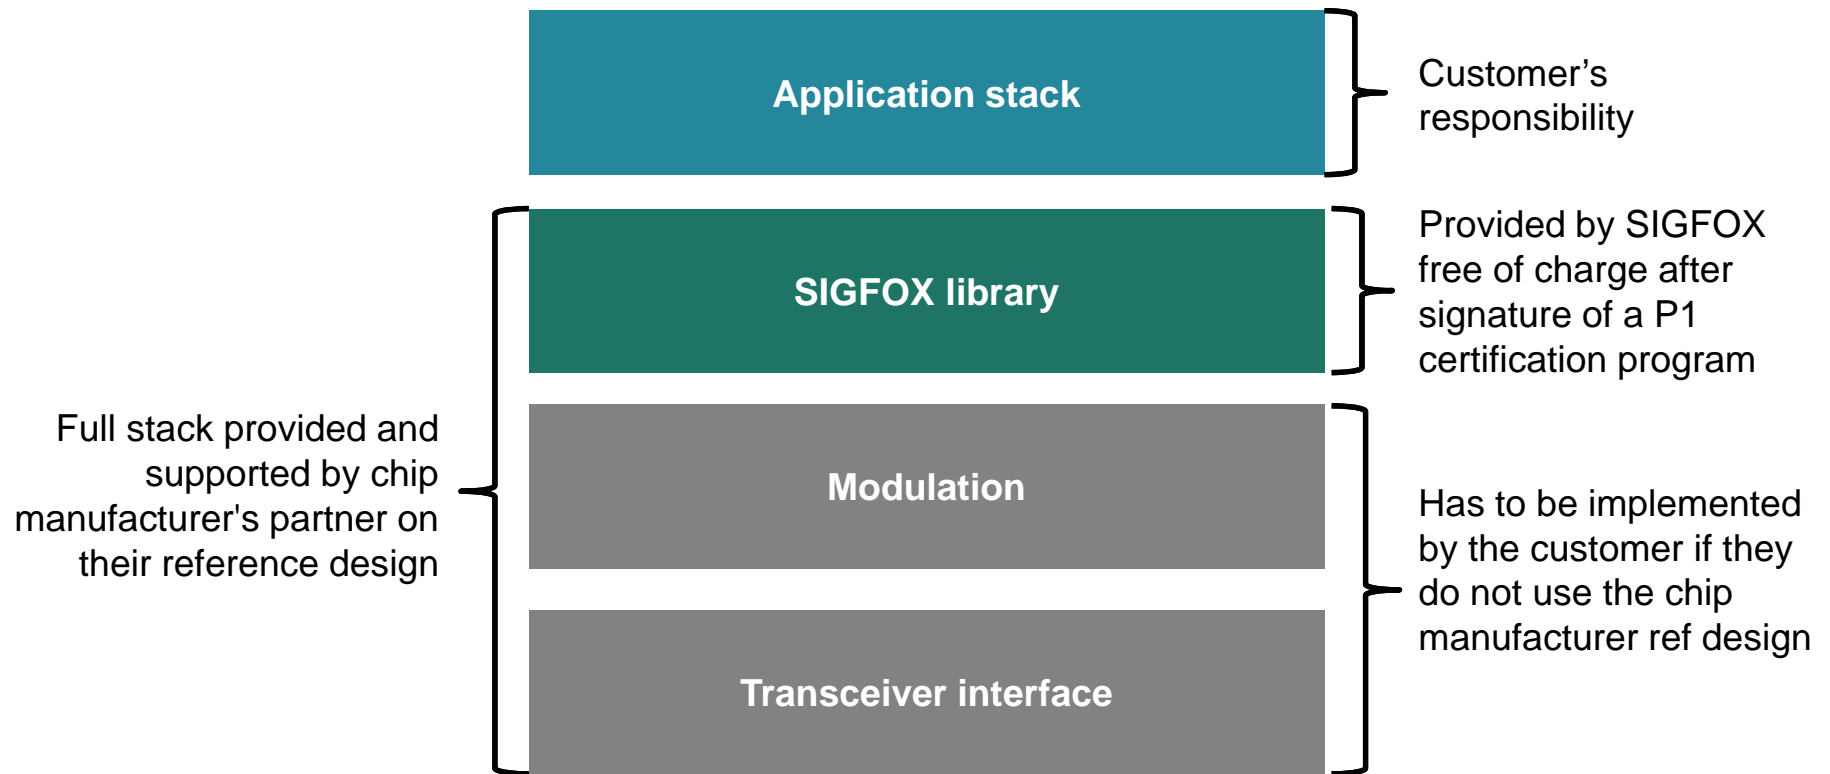 Application stack
Customer’s
responsibility
SIGFOX library
Provided by SIGFOX
free of charge after
signature of a P1
certification program
Full stack provided and
supported by chip
manufacturer's partner on
their reference design
Modulation
Transceiver interface
Has to be implemented
by the customer if they
do not use the chip
manufacturer ref design